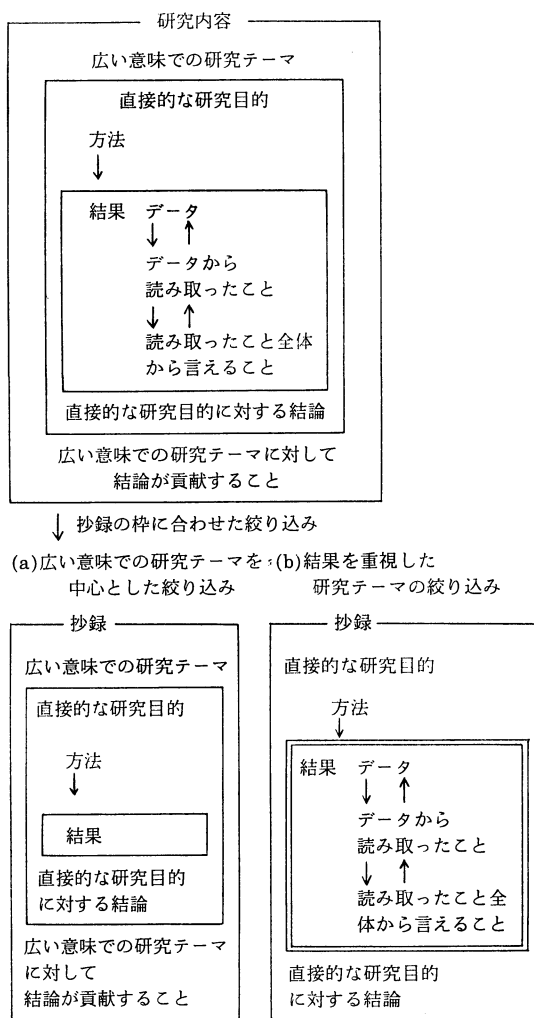 研究内容
広い意味での研究テーマ
直接的な研究目的
方法
↓
結果 データ
↓ ↑
データから
読み取ったこと
↓ ↑
読み取ったこと全体
から言えること
直接的な研究目的に対する結論
広い意味での研究テーマに対して
結論が貢献すること
↓ 抄録の枠に合わせた絞り込み
(a)広い意味での研究テーマを
中心とした絞り込み
(b)結果を重視した
研究テーマの絞り込み
抄録
広い意味での研究テーマ
直接的な研究目的
方法
↓
結果
直接的な研究目的
に対する結論
広い意味での研究テーマ
に対して
結論が貢献すること
抄録
直接的な研究目的
方法
↓
結果 データ
↓ ↑
データから
読み取ったこと
↓ ↑
読み取ったこと全
体から言えること
直接的な研究目的
に対する結論